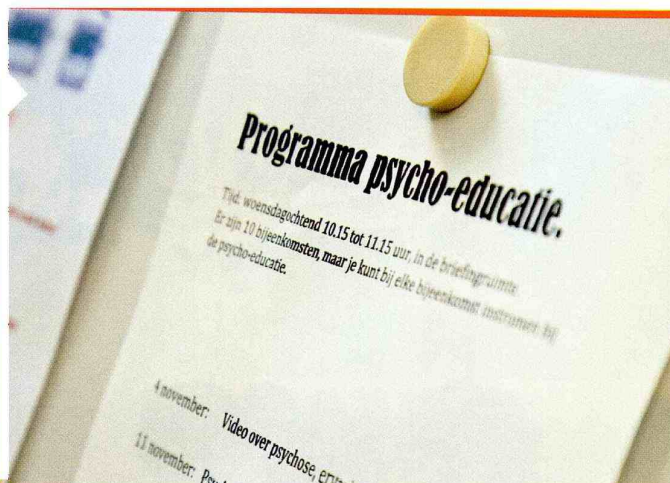 Programma psycho-educatie.
Tijd: woensdagochtend 10.15 tot 11.15 uur, in de briefingruimte
Er zijn 10 bijeenkomsten, maar je kunt bij elke bijeenkomst instromen bij
de psycho-educatie.
4 november: Video over psychose,
11 november: